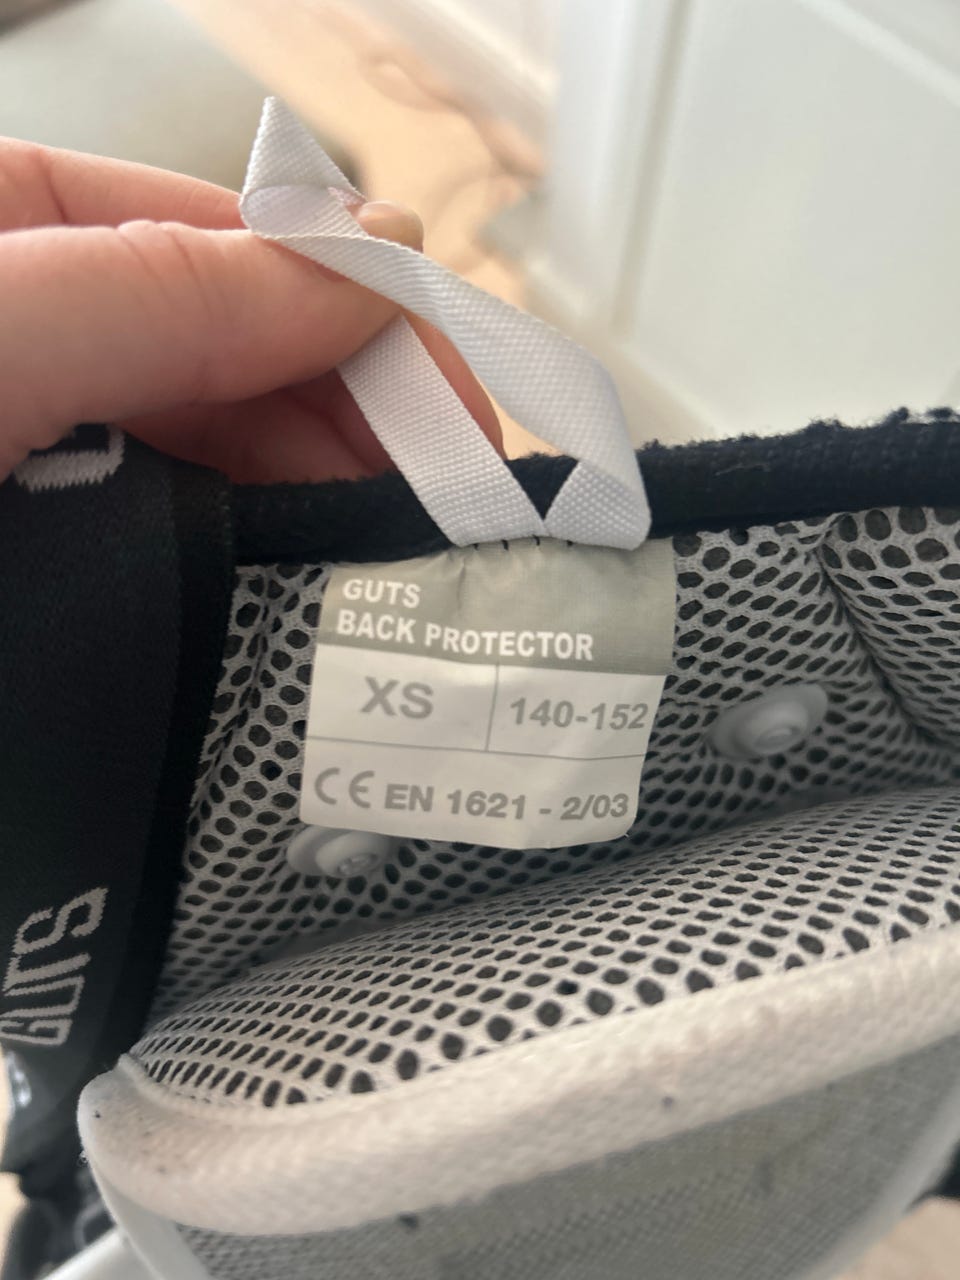 GUTS
BACK PROTECTOR
XS
140-152
CE EN 1621 - 2/03
GUTS